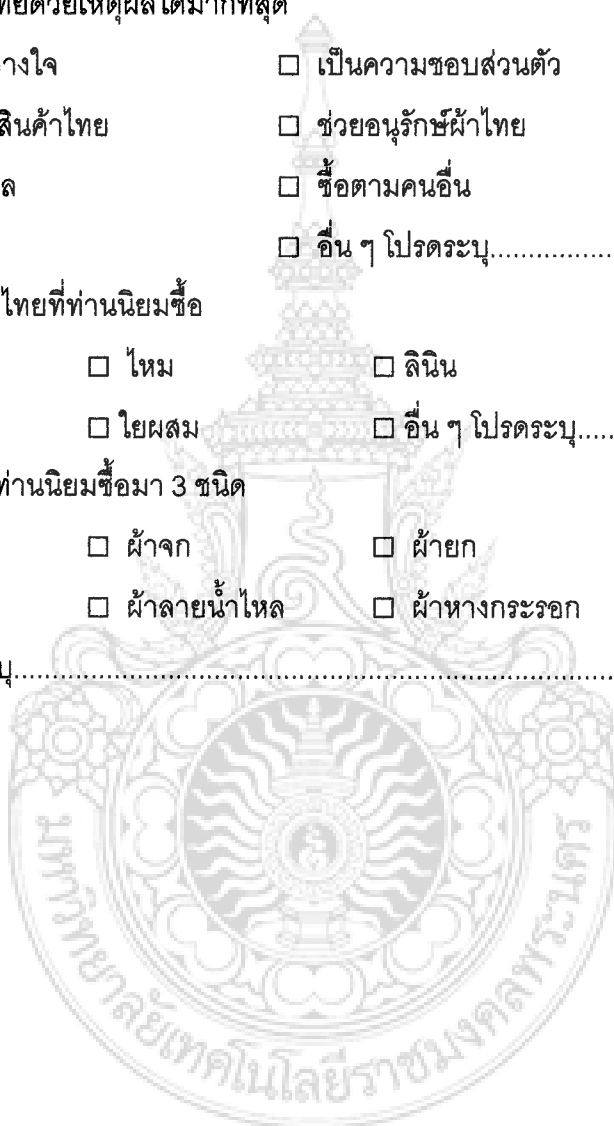 ทยด้วยเหตุผลใดมากที่สุด
างใจ □ เป็นความชอบส่วนตัว
สินค้าไทย □ ช่วยอนุรักษ์ผ้าไทย
ล □ ซื้อตามคนอื่น
□ อื่น ๆ โปรดระบุ................
ไทยที่ท่านนิยมซื้อ
□ ไหม □ ลินิน
□ ใยผสม □ อื่น ๆ โปรดระบุ.....
ท่านนิยมซื้อมา 3 ชนิด
□ ผ้าจก □ ผ้ายก
□ ผ้าลายน้ำไหล □ ผ้าหางกระรอก
บุ................................................................................
มหาวิทยาลัยเทคโนโลยีราชมงคลพระนคร